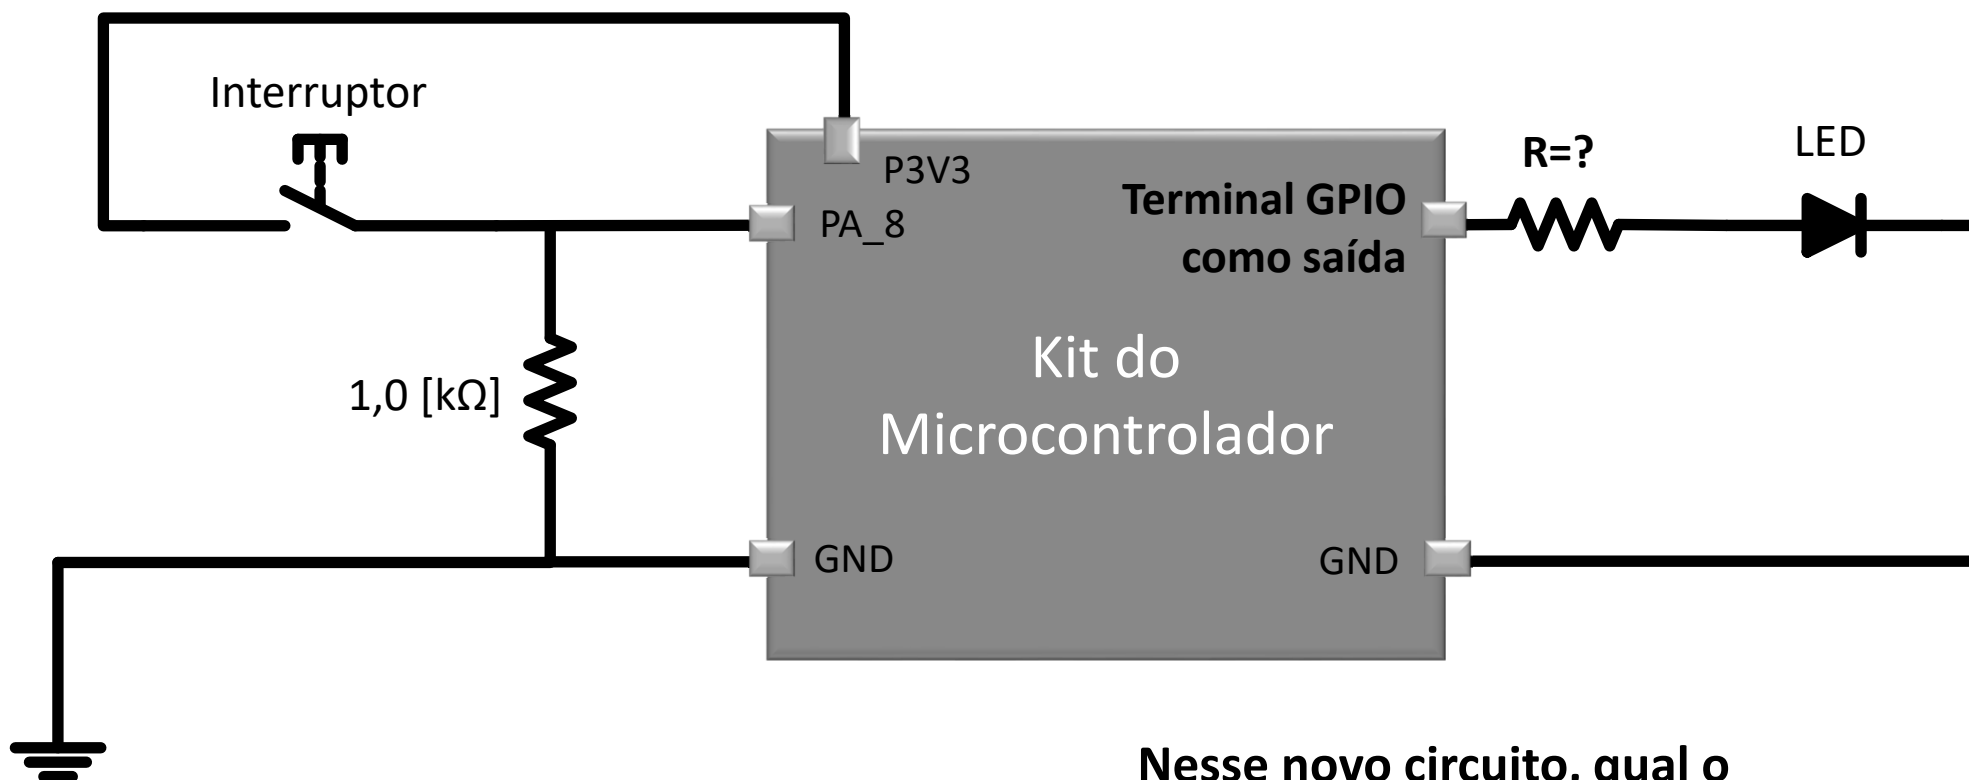 Interruptor
P3V3
R=?
LED
PA_8
Terminal GPIO
como saída
Kit do
Microcontrolador
1,0 [kΩ]
GND
GND
Nesse novo circuito, qual o